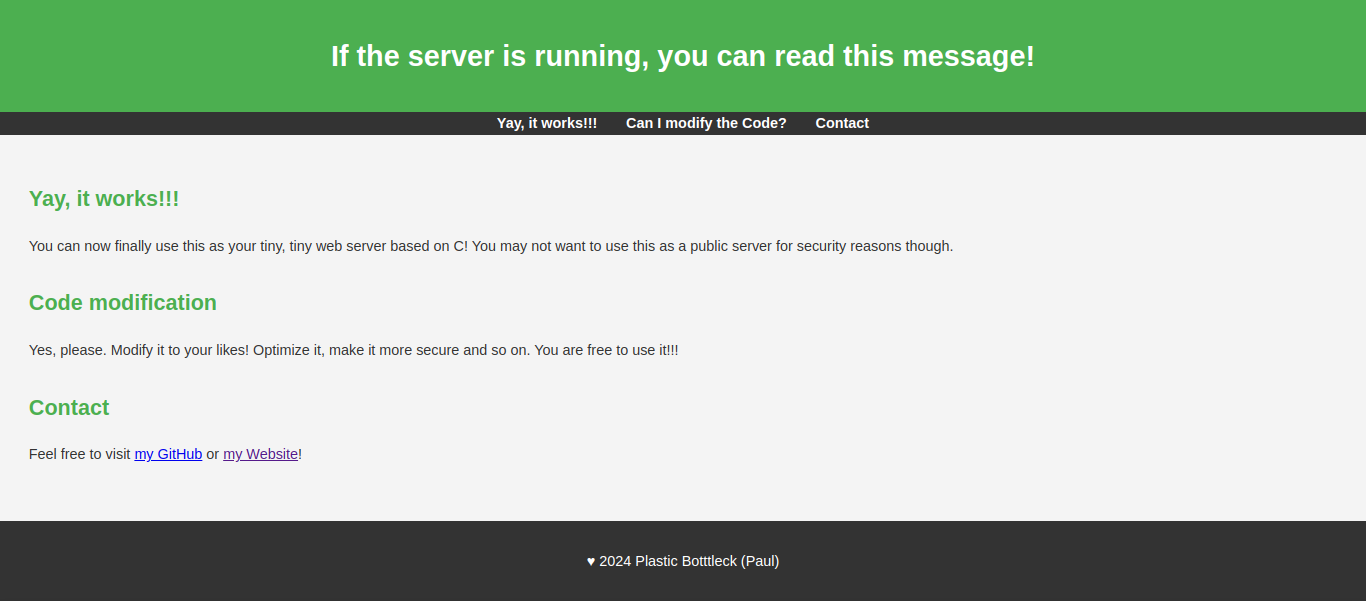 If the server is running, you can read this message!
Yay, it works!!! Can I modify the Code? Contact
Yay, it works!!!
You can now finally use this as your tiny, tiny web server based on C! You may not want to use this as a public server for security reasons though.
Code modification
Yes, please. Modify it to your likes! Optimize it, make it more secure and so on. You are free to use it!!!
Contact
Feel free to visit my GitHub or my Website!
♥ 2024 Plastic Botttleck (Paul)